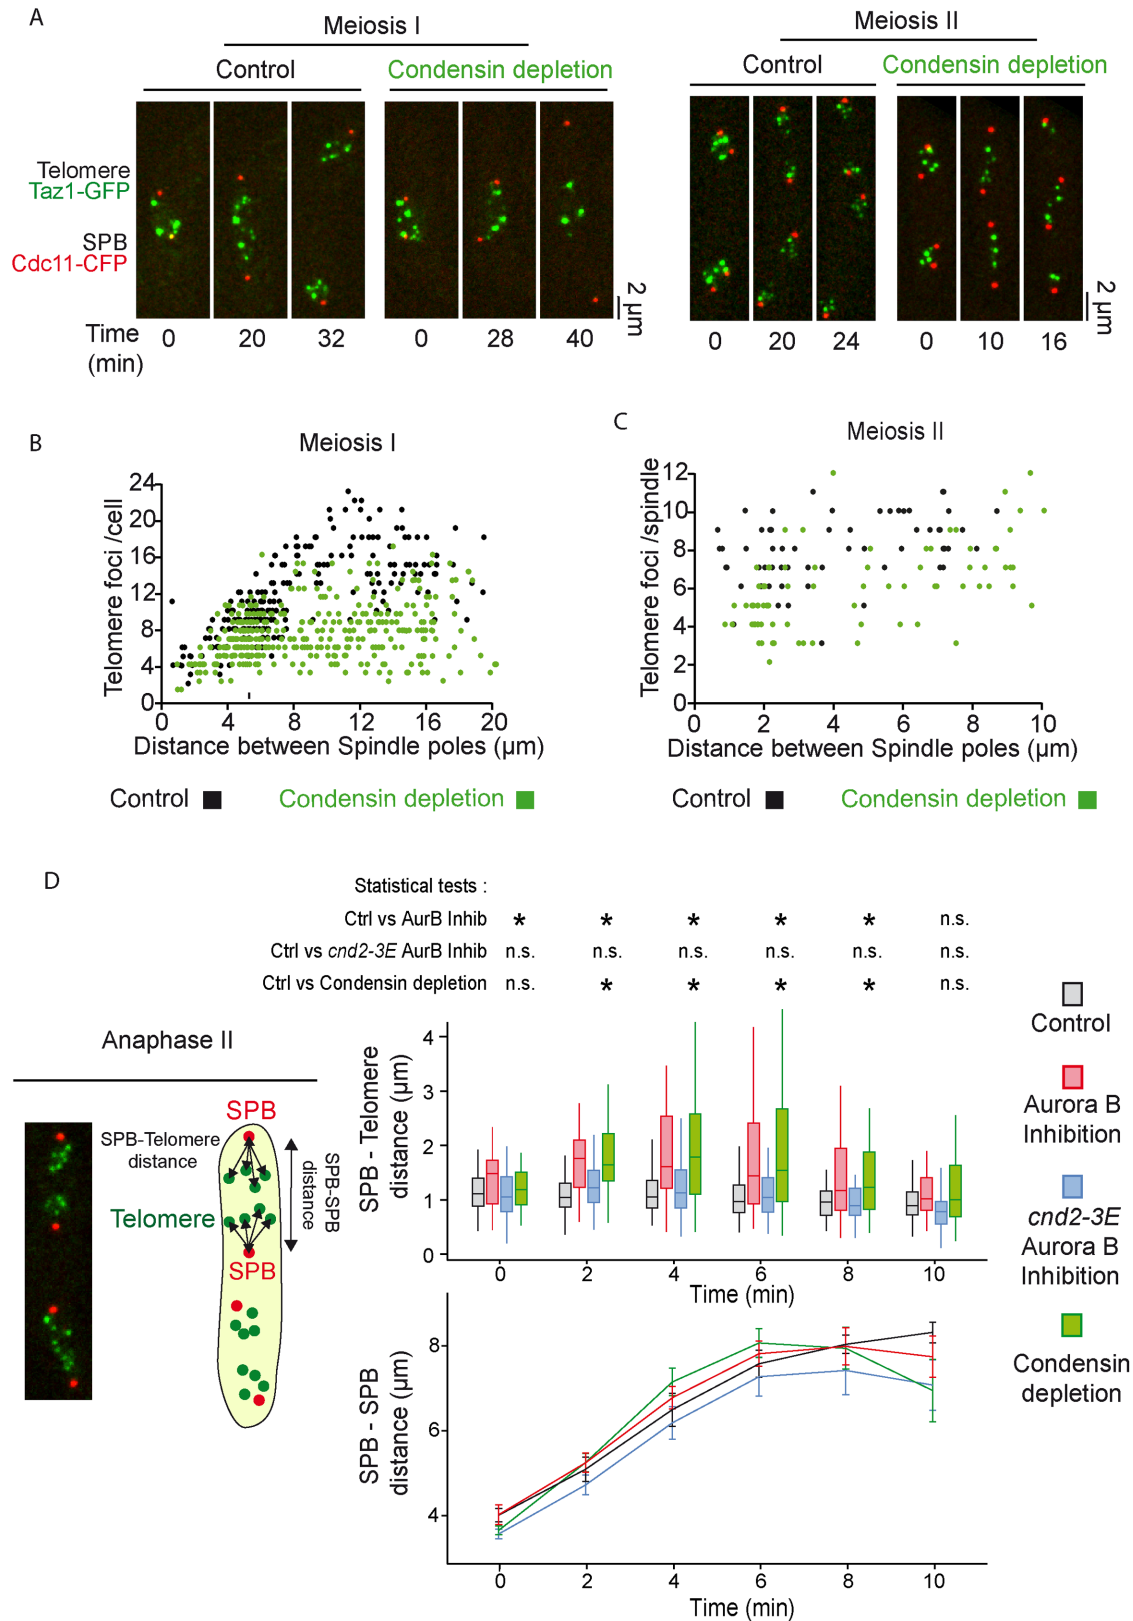 A
Meiosis I
Meiosis II
Control
Condensin depletion
Control
Condensin depletion
Telomere
Taz1-GFP
SPB
Cdc11-CFP
2 µm
2 µm
Time
(min)
0
20
32
0
28
40
0
20
24
0
10
16
B
Meiosis I
Telomere foci /cell
24
20
16
12
8
4
0
0
4
8
12
16
20
Distance between Spindle poles (µm)
Control
Condensin depletion
C
Meiosis II
Telomere foci /spindle
12
10
8
6
4
2
0
0
2
4
6
8
10
Distance between Spindle poles (µm)
Control
Condensin depletion
D
Statistical tests :
Ctrl vs AurB Inhib * * * * * n.s.
Ctrl vs cnd2-3E AurB Inhib n.s. n.s. n.s. n.s. n.s. n.s.
Ctrl vs Condensin depletion n.s. * * * * n.s.
Anaphase II
SPB
SPB-Telomere
distance
SPB-SPB
distance
Telomere
SPB
SPB - Telomere
distance (µm)
4
3
2
1
0
0
2
4
6
8
10
Time (min)
SPB - SPB
distance (µm)
8
6
4
0
2
4
6
8
10
Time (min)
Control
Aurora B
Inhibition
cnd2-3E
Aurora B
Inhibition
Condensin
depletion